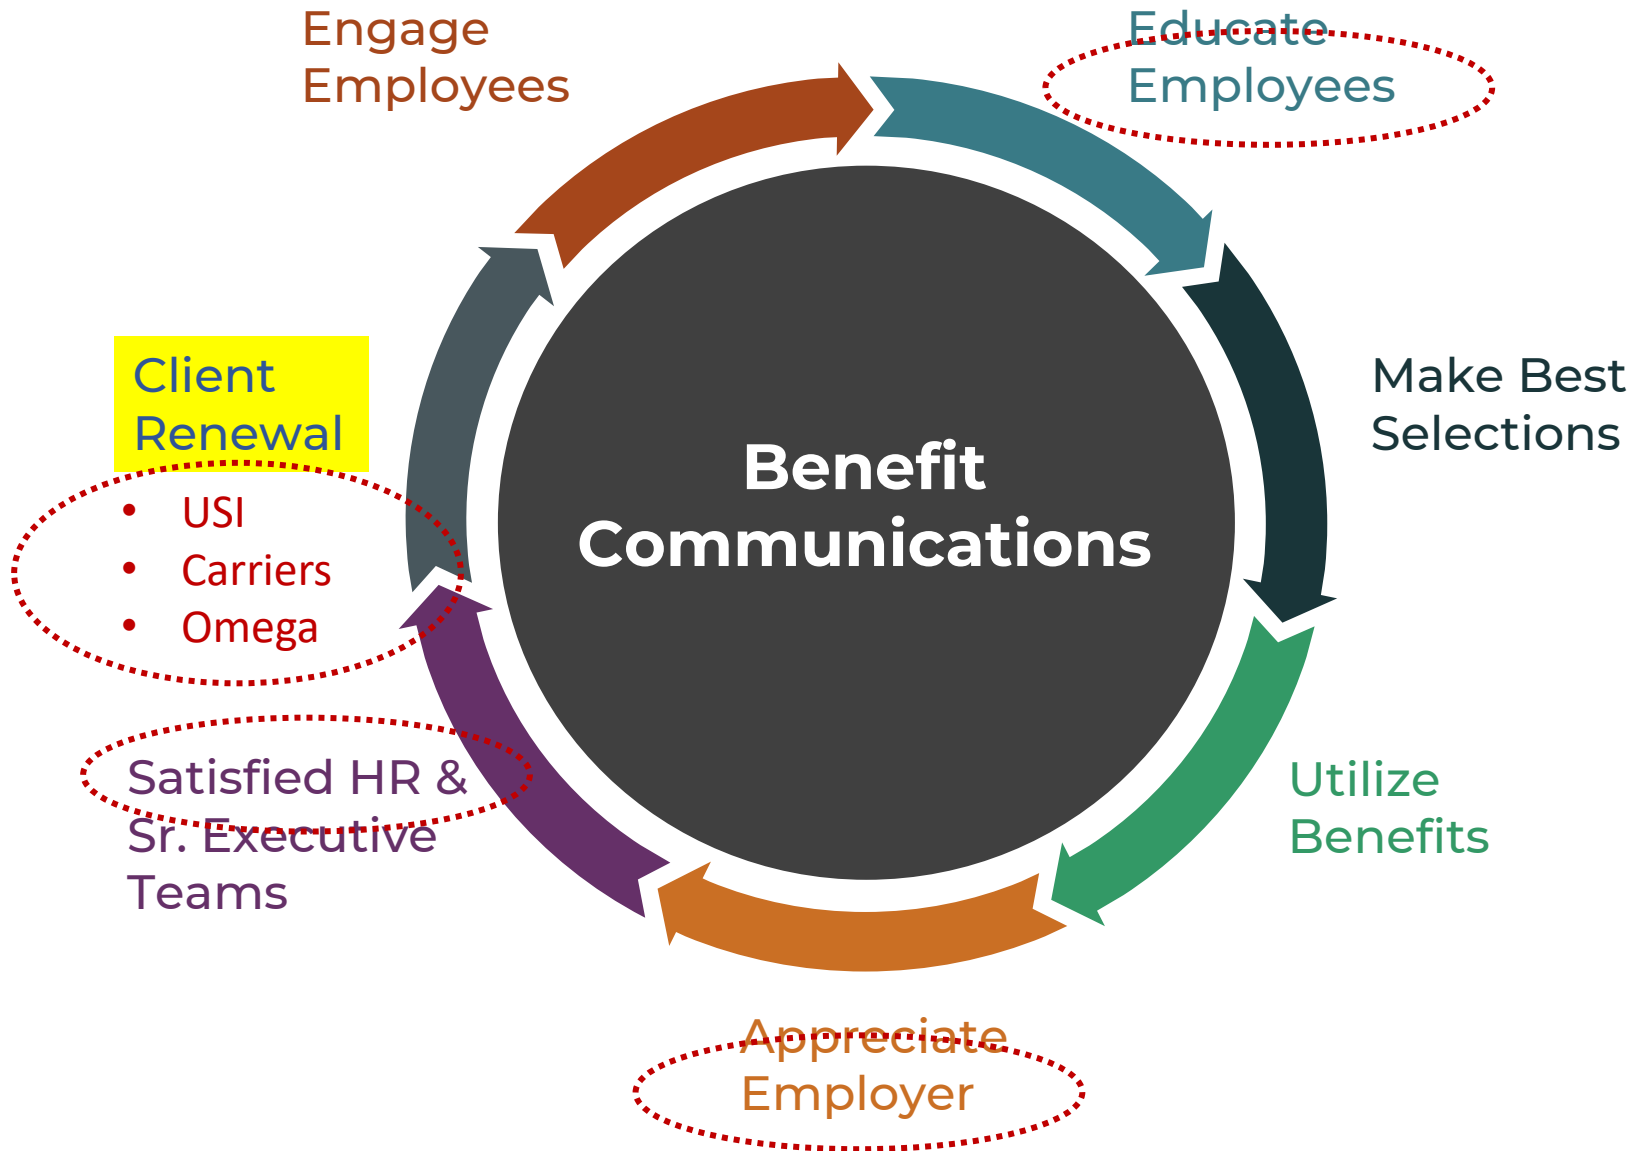 Engage
Employees
Educate
Employees
Make Best
Selections
Utilize
Benefits
Appreciate
Employer
Satisfied HR &
Sr. Executive
Teams
Client
Renewal
• USI
• Carriers
• Omega
Benefit
Communications